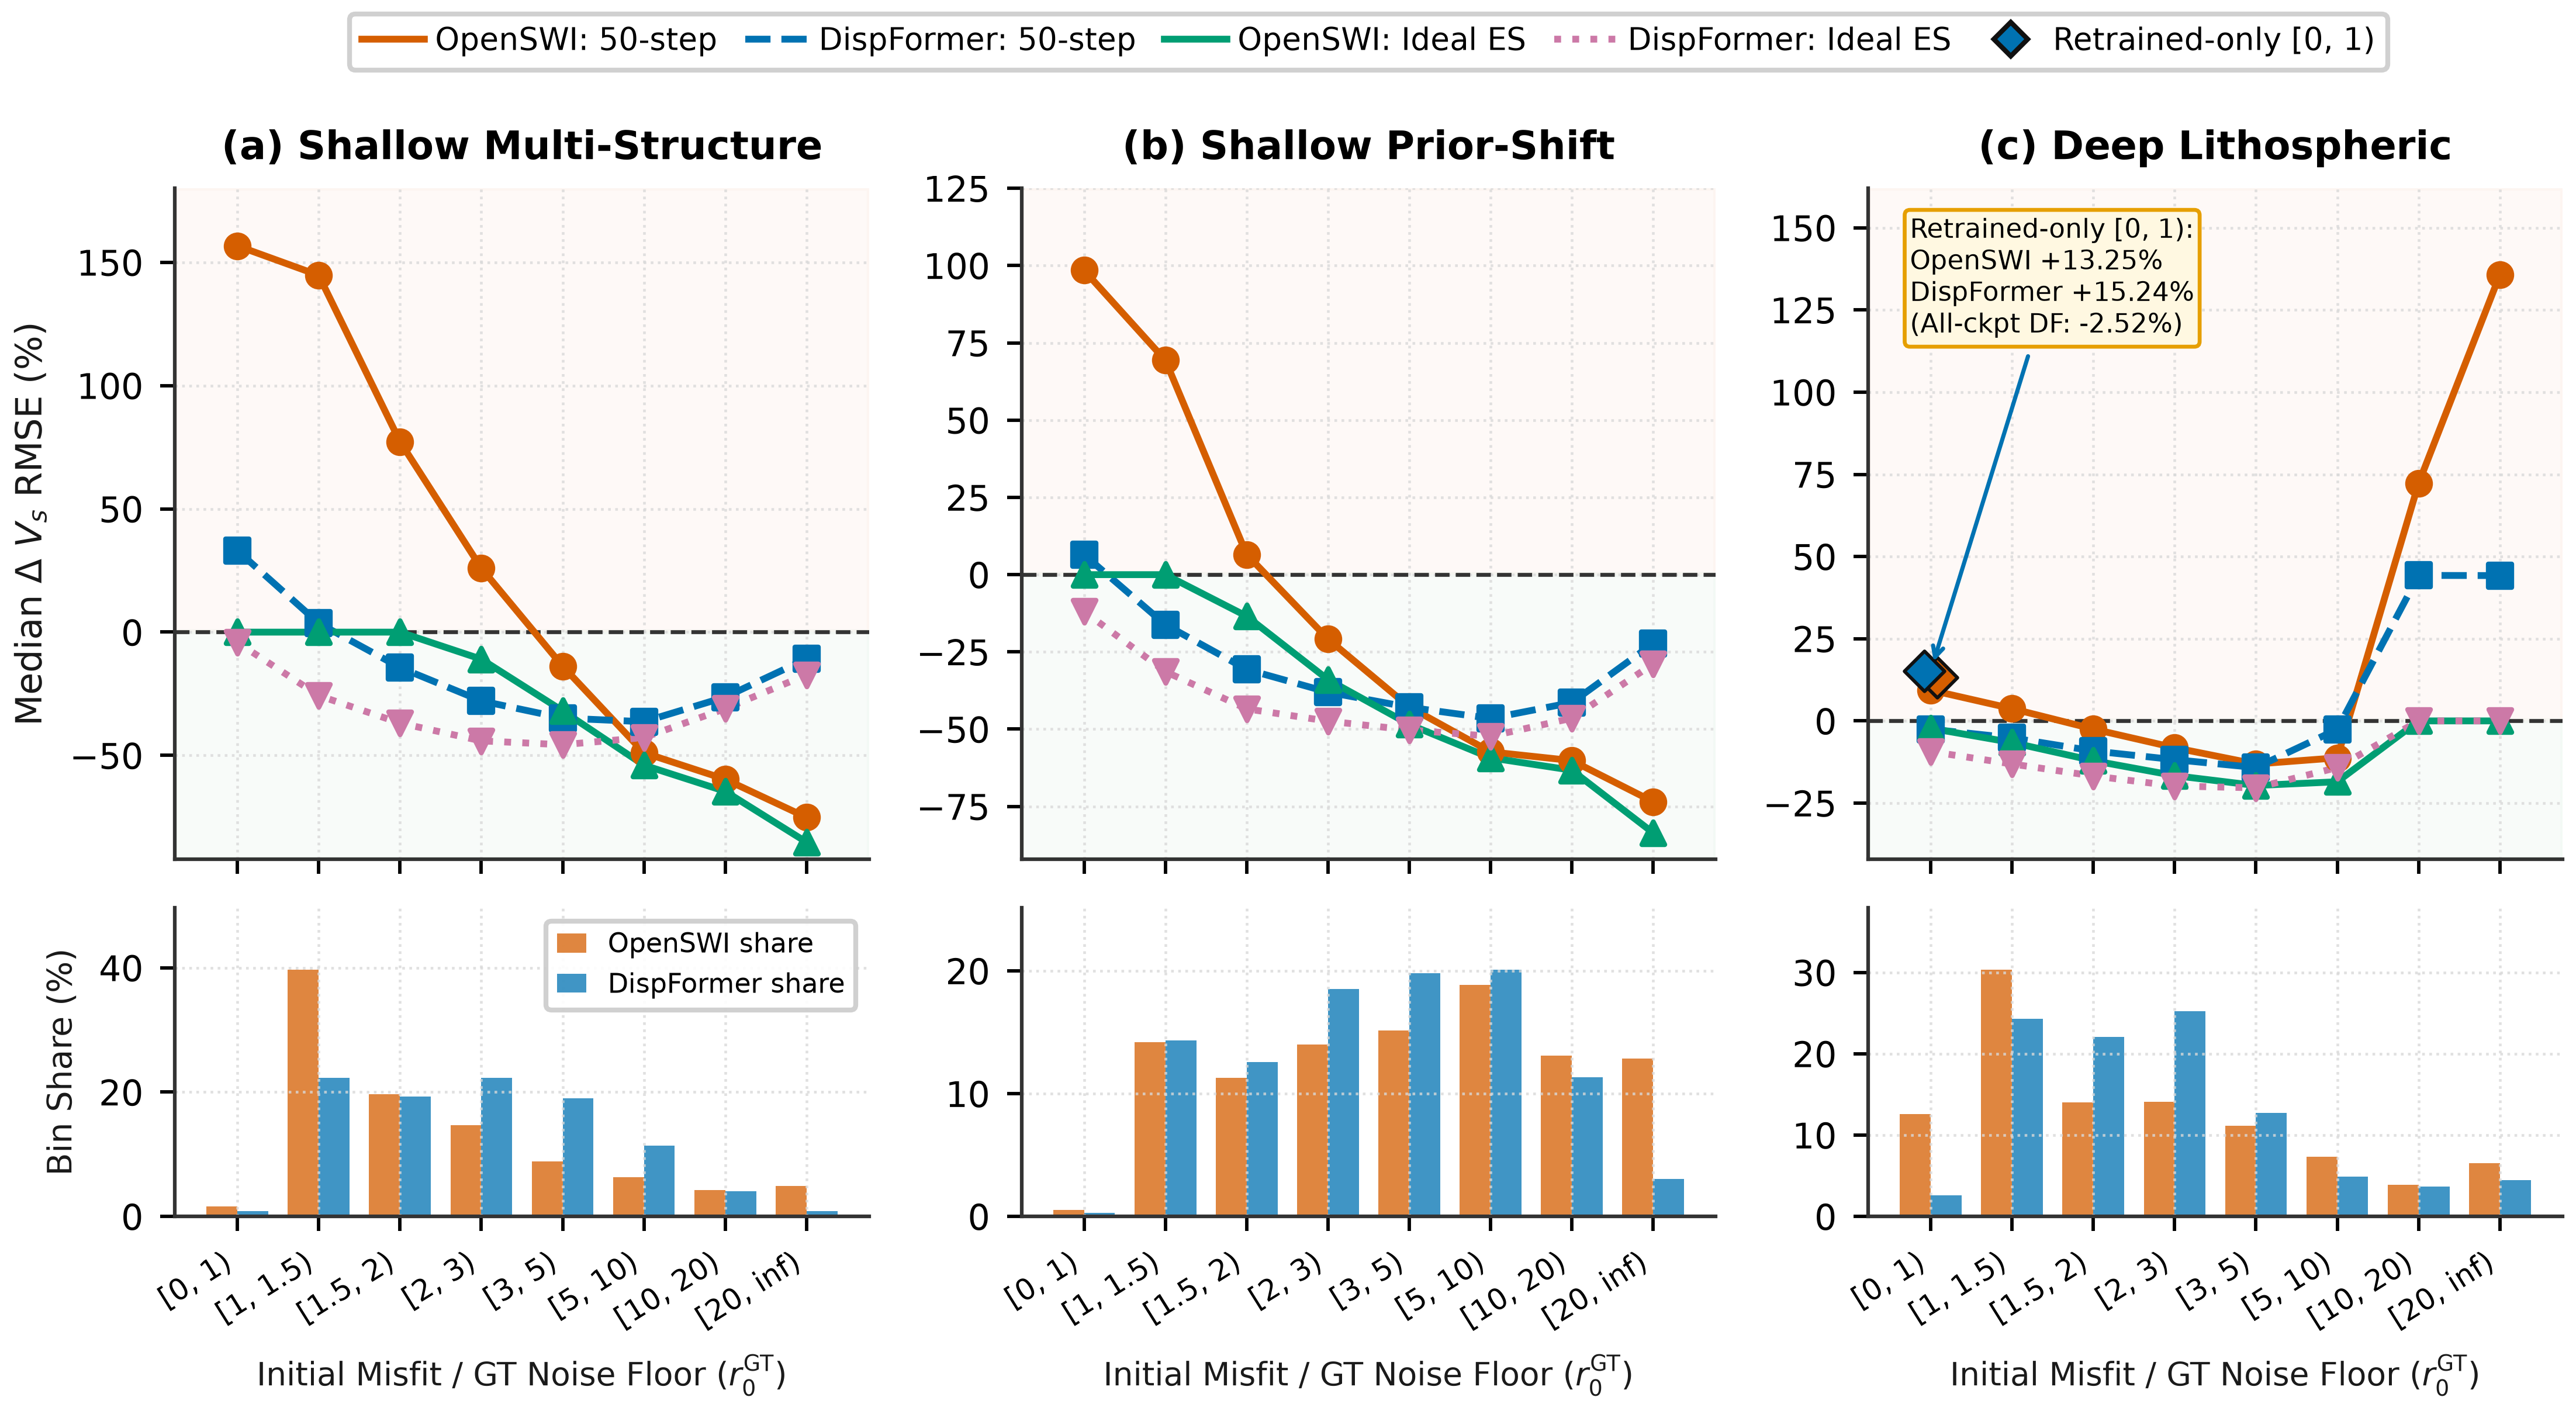 OpenSWI: 50-step DispFormer: 50-step OpenSWI: Ideal ES DispFormer: Ideal ES Retrained-only [0, 1)
(a) Shallow Multi-Structure
(b) Shallow Prior-Shift
(c) Deep Lithospheric
Median Δ V_s RMSE (%)
150
100
50
0
−50
125
100
75
50
25
0
−25
−50
−75
150
125
100
75
50
25
0
−25
Retrained-only [0, 1):
OpenSWI +13.25%
DispFormer +15.24%
(All-ckpt DF: -2.52%)
Bin Share (%)
40
20
0
OpenSWI share
DispFormer share
20
10
0
30
20
10
0
[0, 1) [1, 1.5) [1.5, 2) [2, 3) [3, 5) [5, 10) [10, 20) [20, inf)
[0, 1) [1, 1.5) [1.5, 2) [2, 3) [3, 5) [5, 10) [10, 20) [20, inf)
[0, 1) [1, 1.5) [1.5, 2) [2, 3) [3, 5) [5, 10) [10, 20) [20, inf)
Initial Misfit / GT Noise Floor (r_0^GT)
Initial Misfit / GT Noise Floor (r_0^GT)
Initial Misfit / GT Noise Floor (r_0^GT)